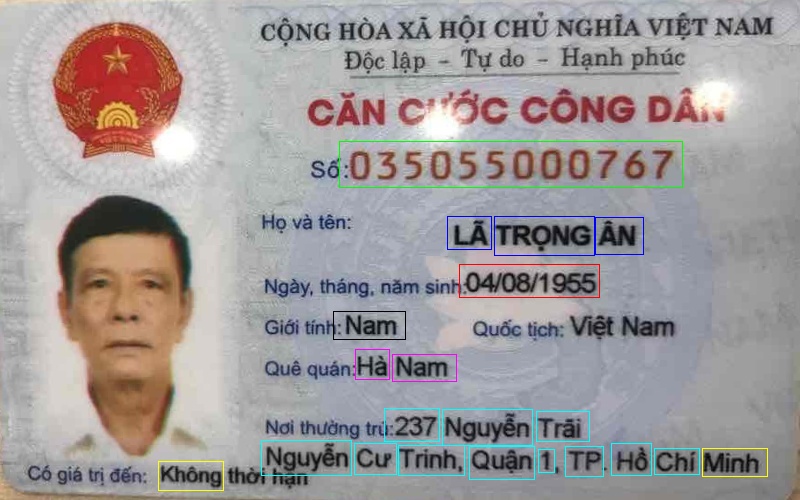 CỘNG HÒA XÃ HỘI CHỦ NGHĨA VIỆT NAM
Độc lập - Tự do - Hạnh phúc
CĂN CƯỚC CÔNG DÂN
Số: 035055000767
Họ và tên: LÃ TRỌNG ÂN
Ngày, tháng, năm sinh: 04/08/1955
Giới tính: Nam Quốc tịch: Việt Nam
Quê quán: Hà Nam
Nơi thường trú: 237 Nguyễn Trãi
Nguyễn Cư Trinh, Quận 1, TP. Hồ Chí Minh
Có giá trị đến: Không thời hạn